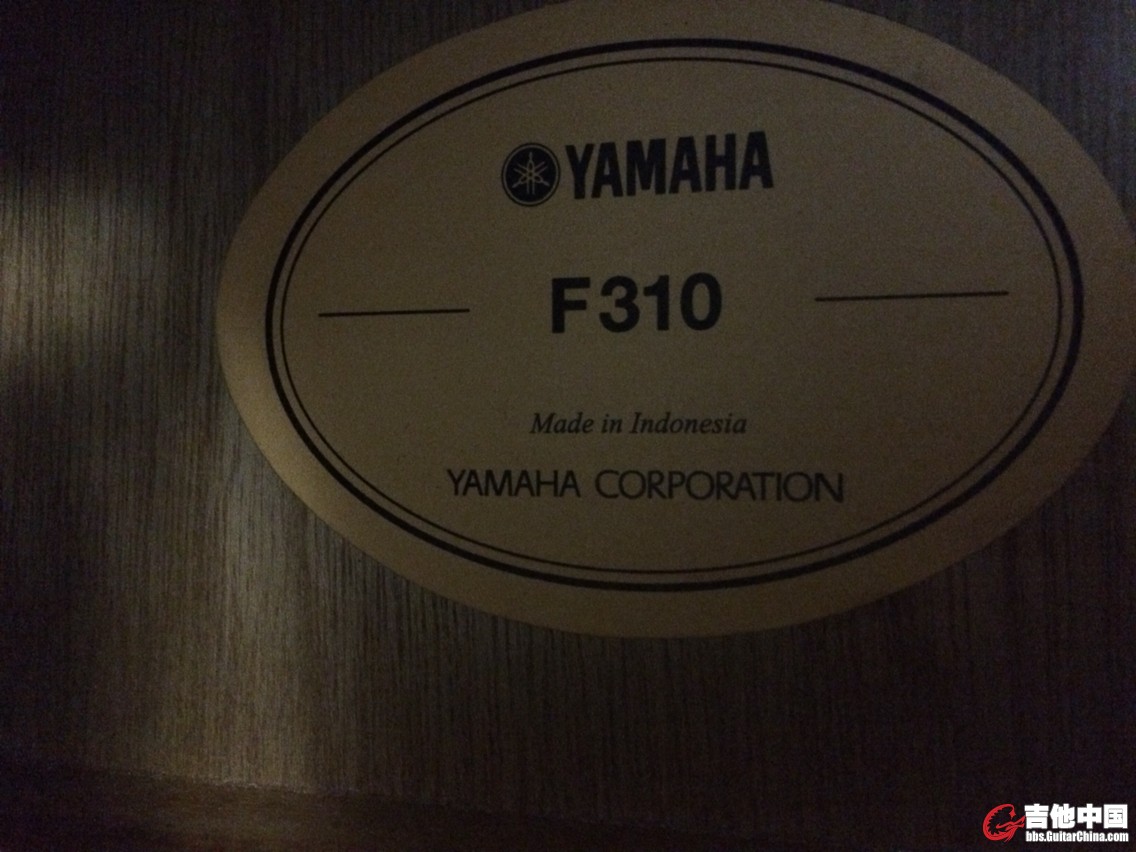 YAMAHA
F310
Made in Indonesia
YAMAHA CORPORATION
吉他中国
bbs.GuitarChina.com